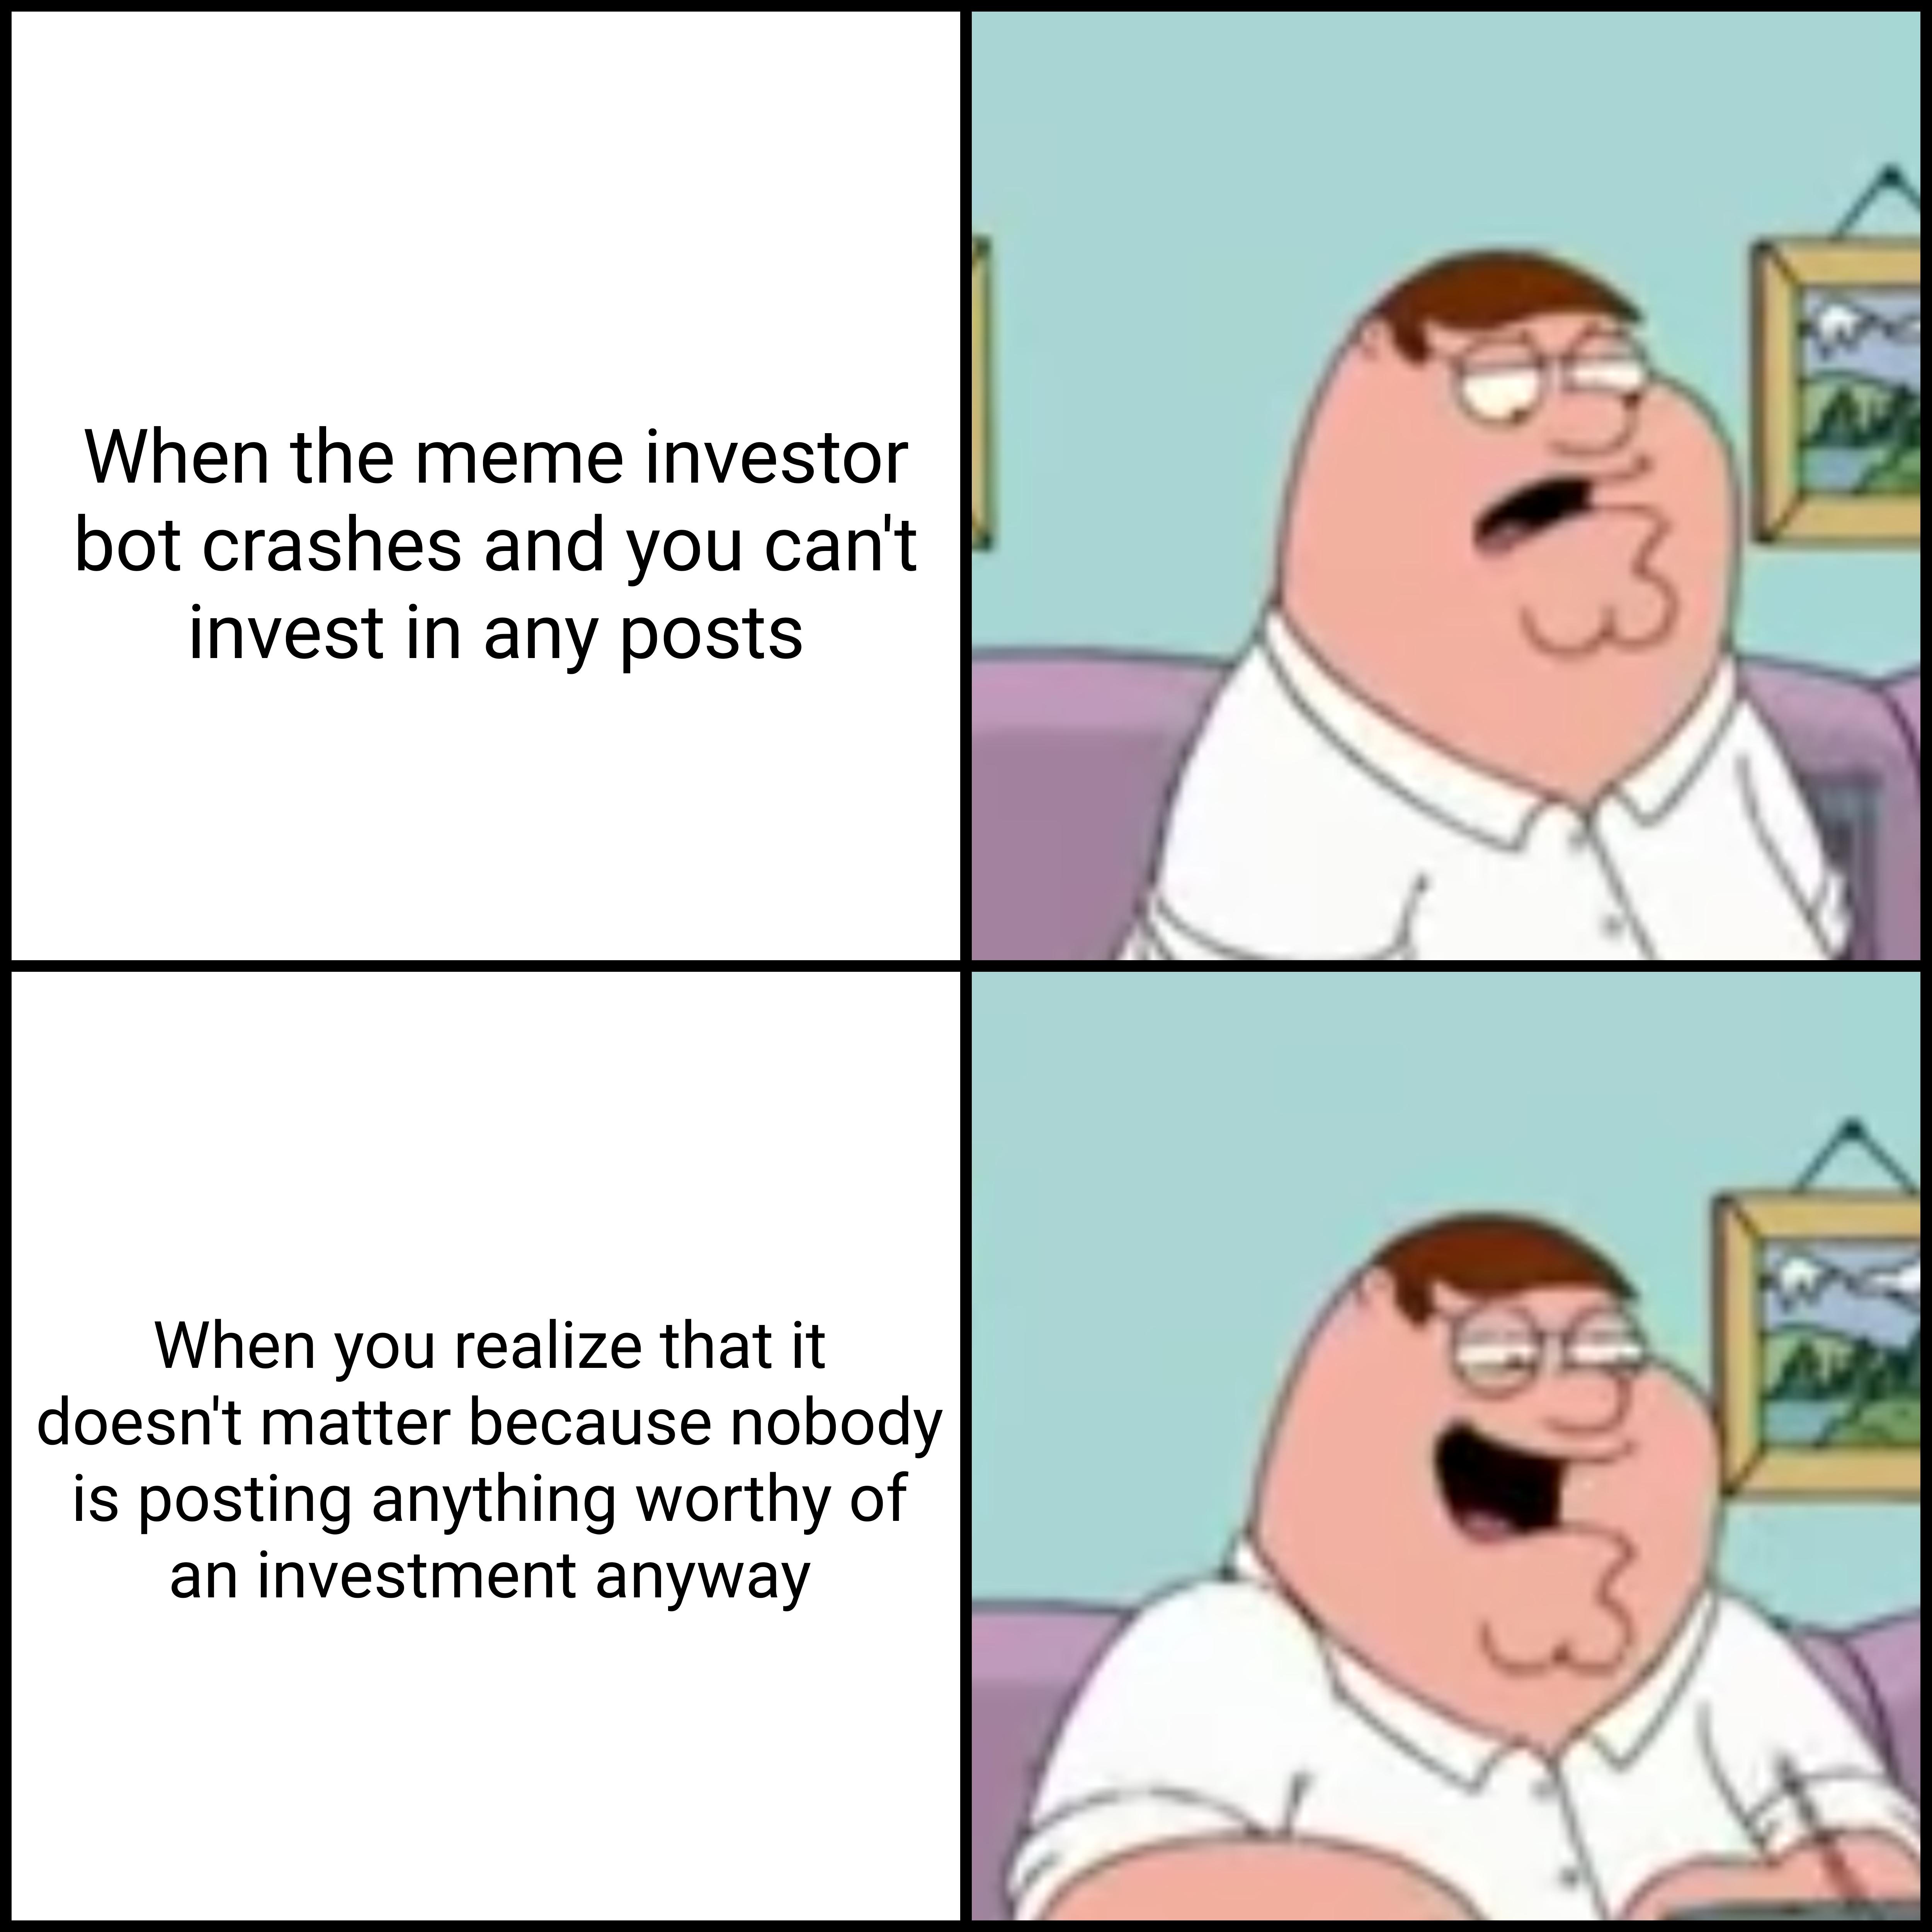 When the meme investor
bot crashes and you can't
invest in any posts
When you realize that it
doesn't matter because nobody
is posting anything worthy of
an investment anyway